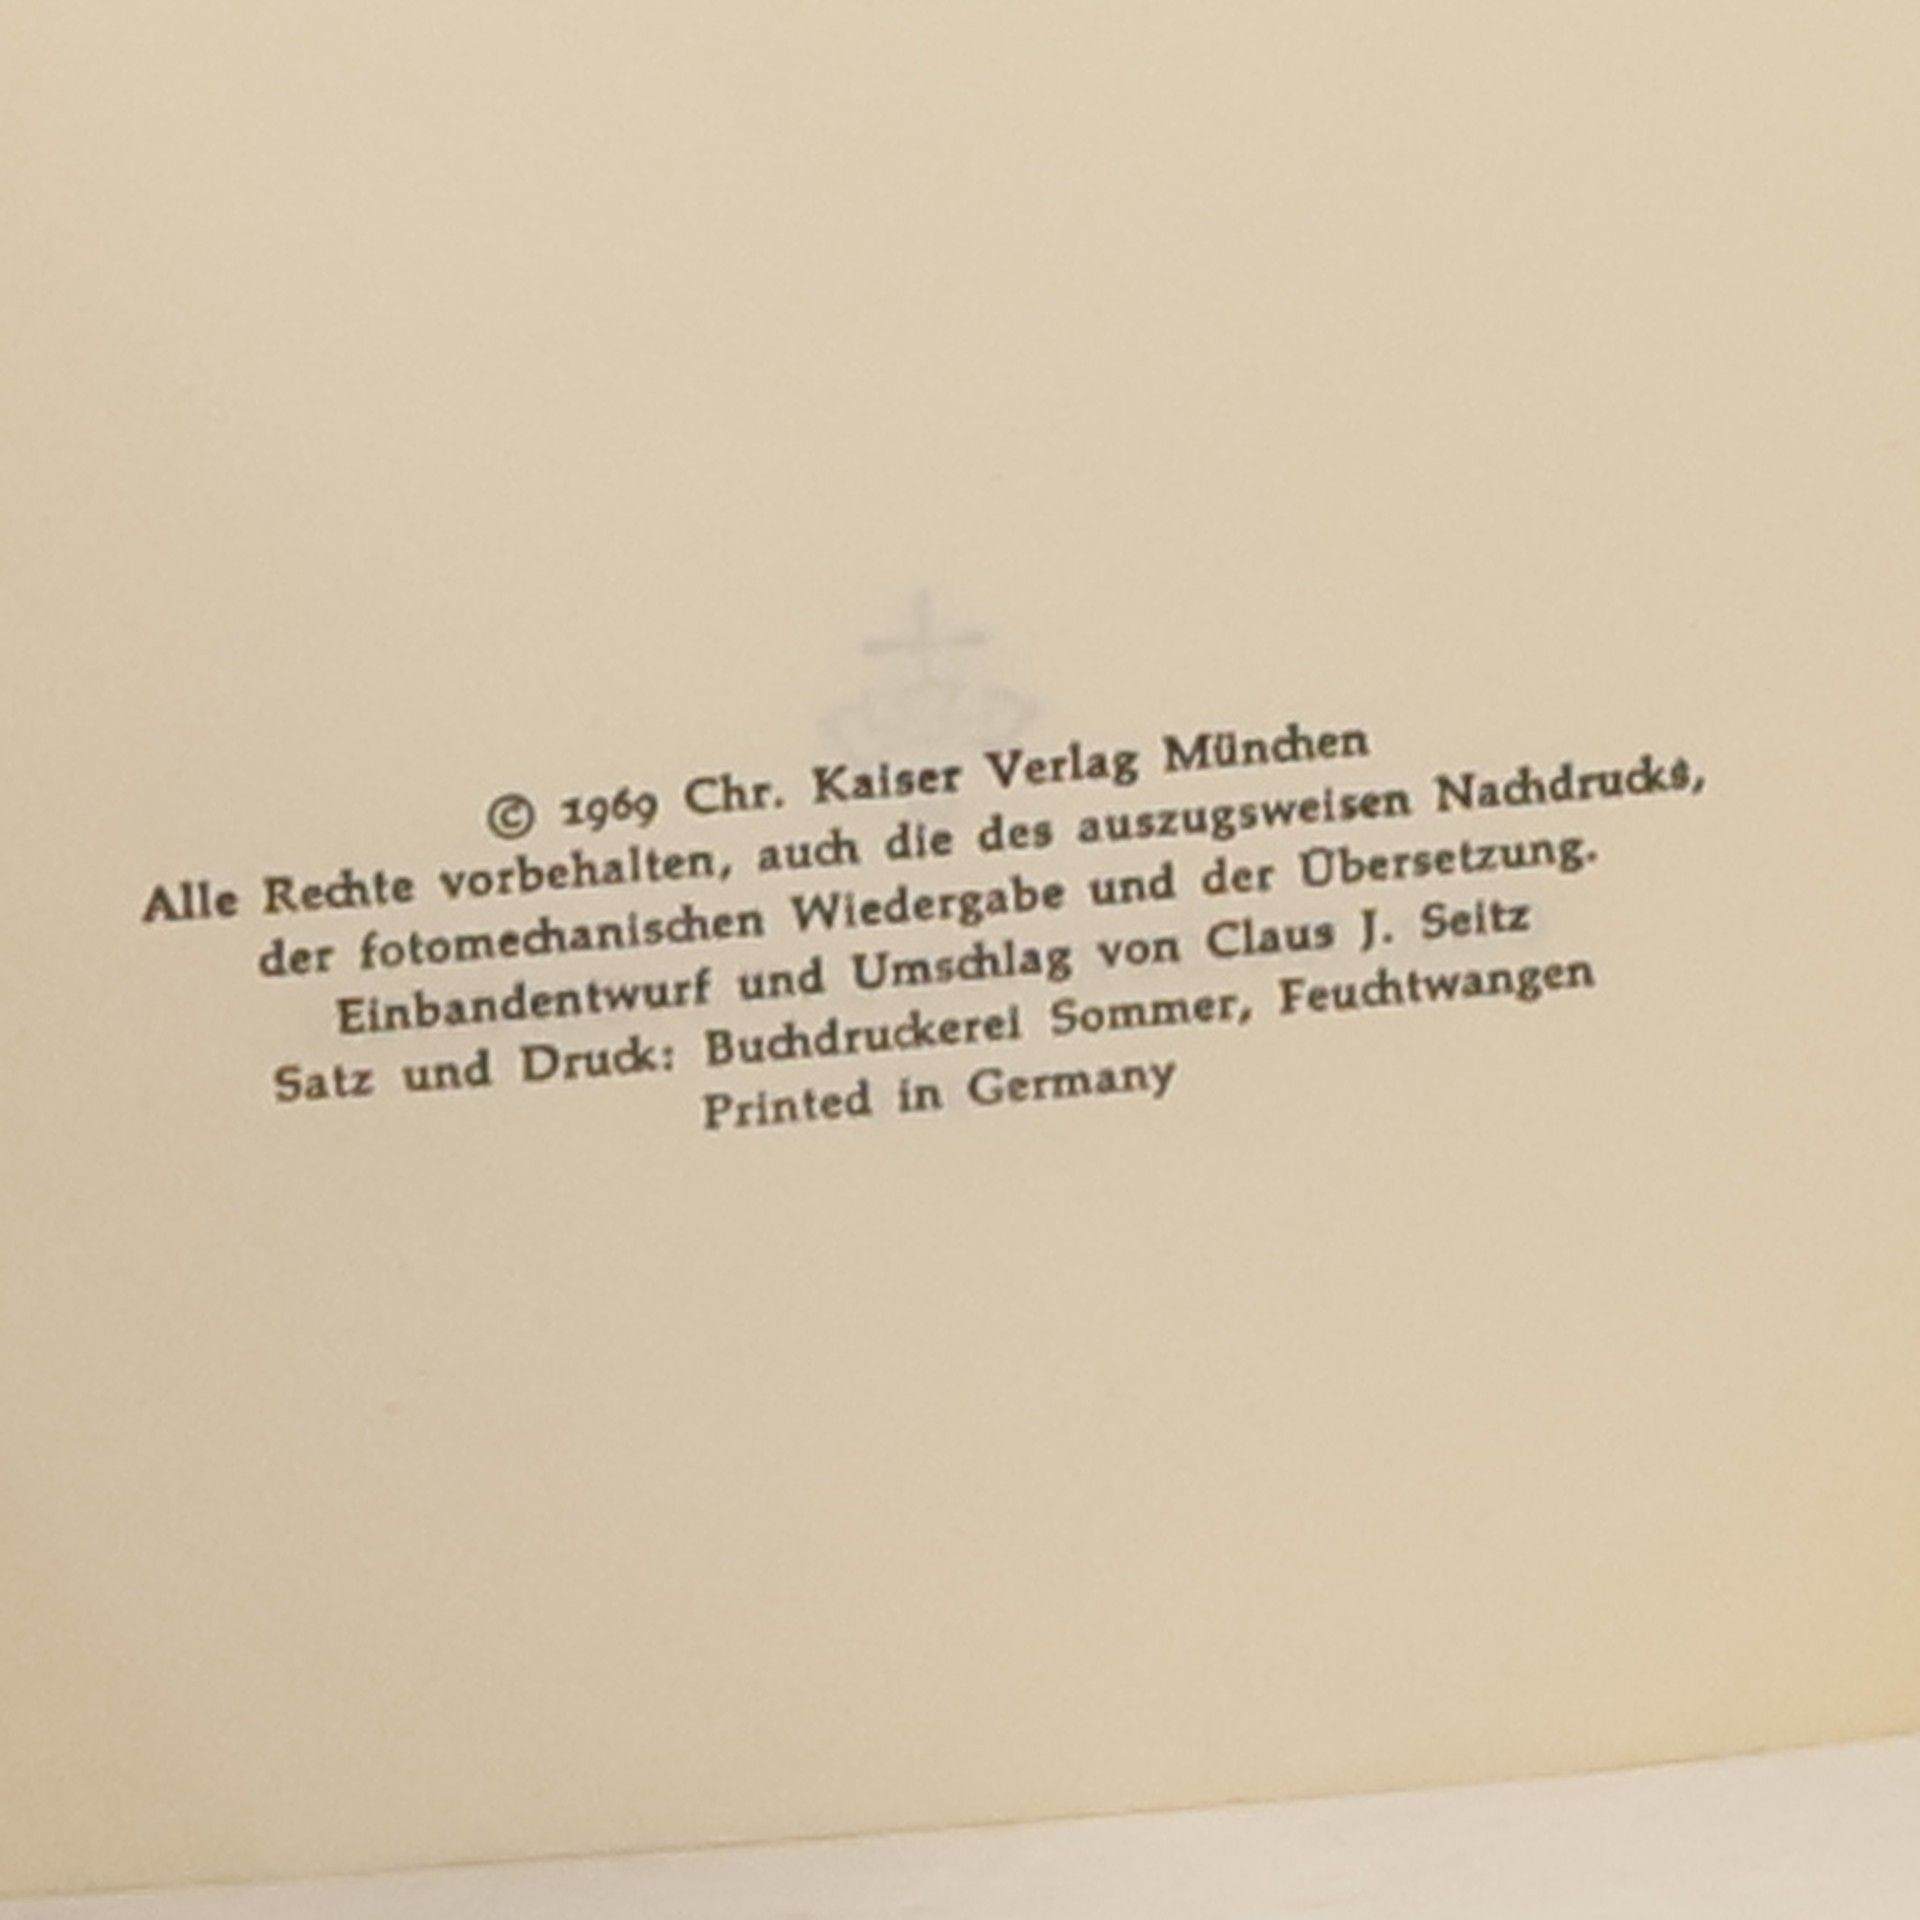 © 1969 Chr. Kaiser Verlag München
Alle Rechte vorbehalten, auch die des auszugsweisen Nachdrucks,
der fotomechanischen Wiedergabe und der Übersetzung.
Einbandentwurf und Umschlag von Claus J. Seitz
Satz und Druck: Buchdruckerei Sommer, Feuchtwangen
Printed in Germany